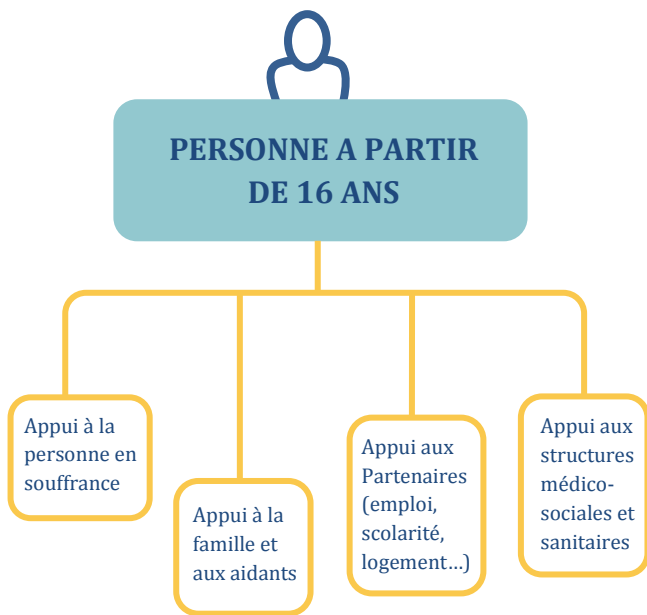 PERSONNE A PARTIR
DE 16 ANS
Appui à la
personne en
souffrance
Appui à la
famille et
aux aidants
Appui aux
Partenaires
(emploi,
scolarité,
logement…)
Appui aux
structures
médico-
sociales et
sanitaires